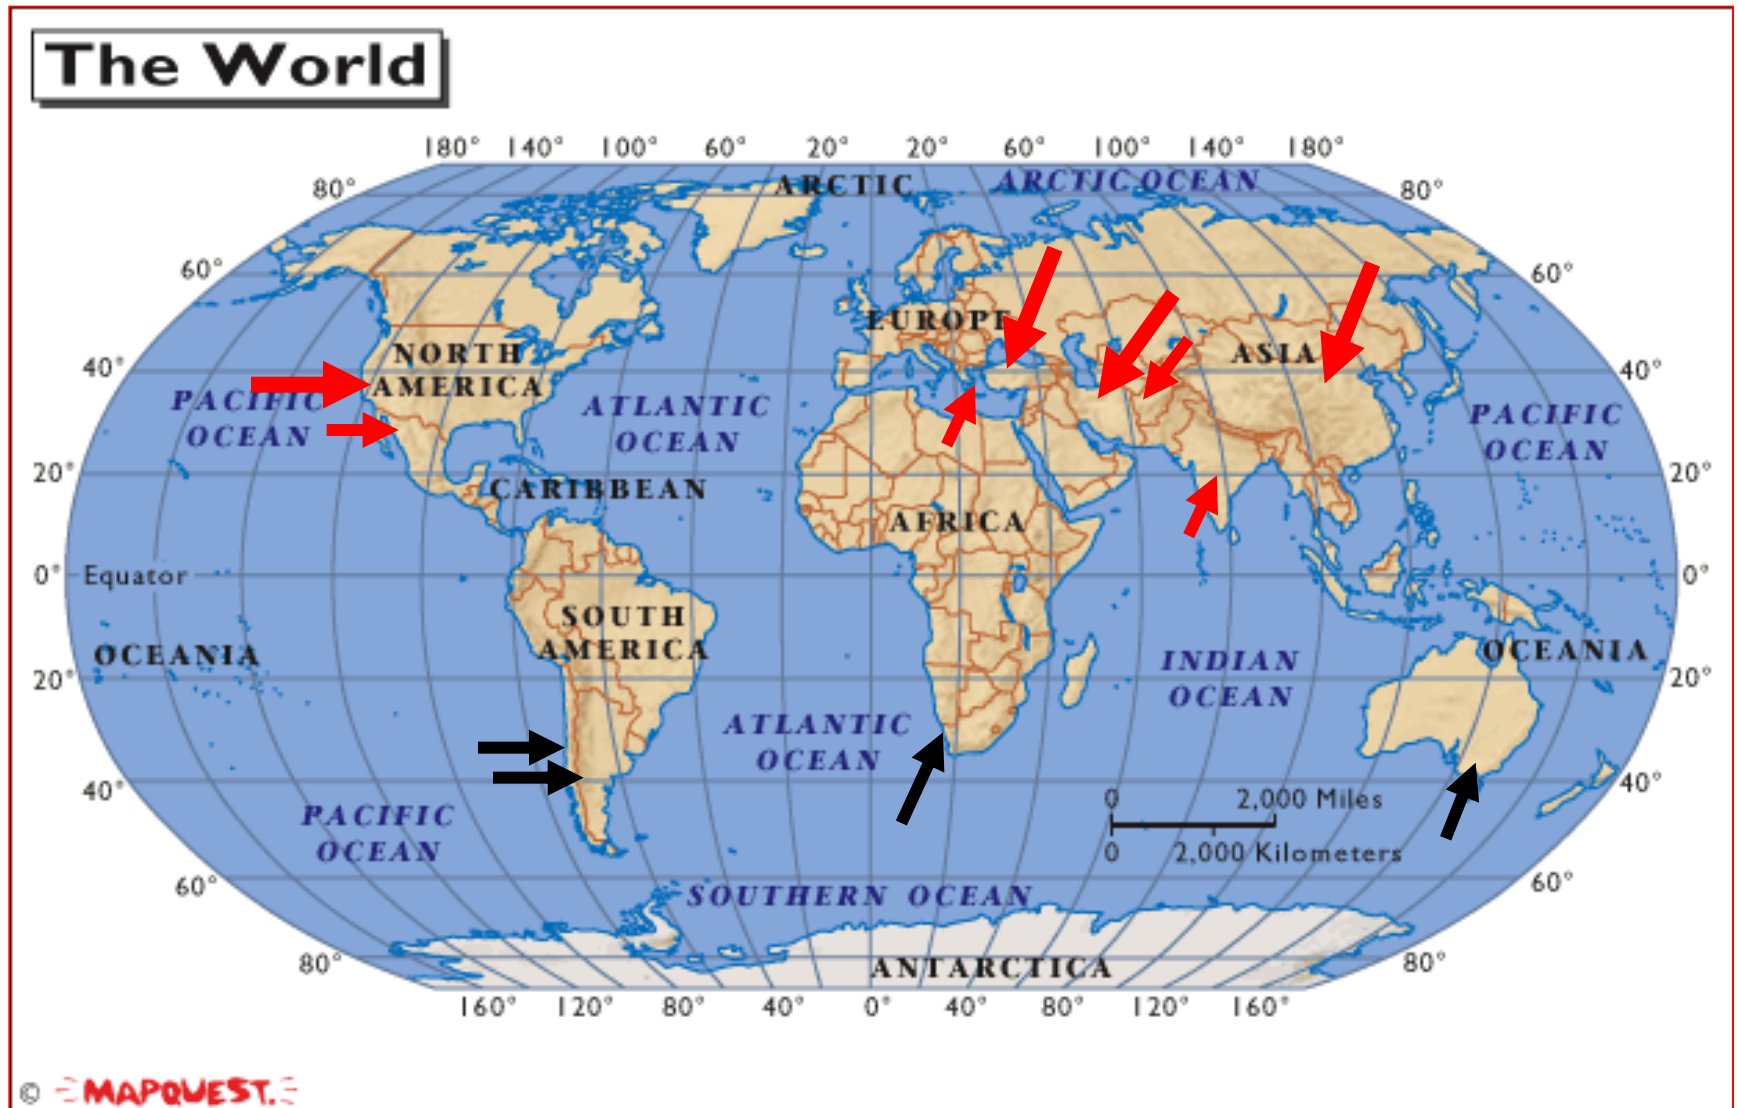 The World
180° 140° 100° 60° 20° 20° 60° 100° 140° 180°
80° ARCTIC ARCTIC OCEAN 80°
60° 60°
EUROPE
NORTH
AMERICA
ASIA
40° 40°
PACIFIC
OCEAN
ATLANTIC
OCEAN
PACIFIC
OCEAN
20° CARIBBEAN 20°
AFRICA
0° Equator 0°
SOUTH
AMERICA
OCEANIA OCEANIA
INDIAN
OCEAN
20° 20°
ATLANTIC
OCEAN
40° 40°
0 2,000 Miles
0 2,000 Kilometers
PACIFIC
OCEAN
60° 60°
SOUTHERN OCEAN
80° ANTARCTICA 80°
160° 120° 80° 40° 0° 40° 80° 120° 160°
© MAPQUEST.